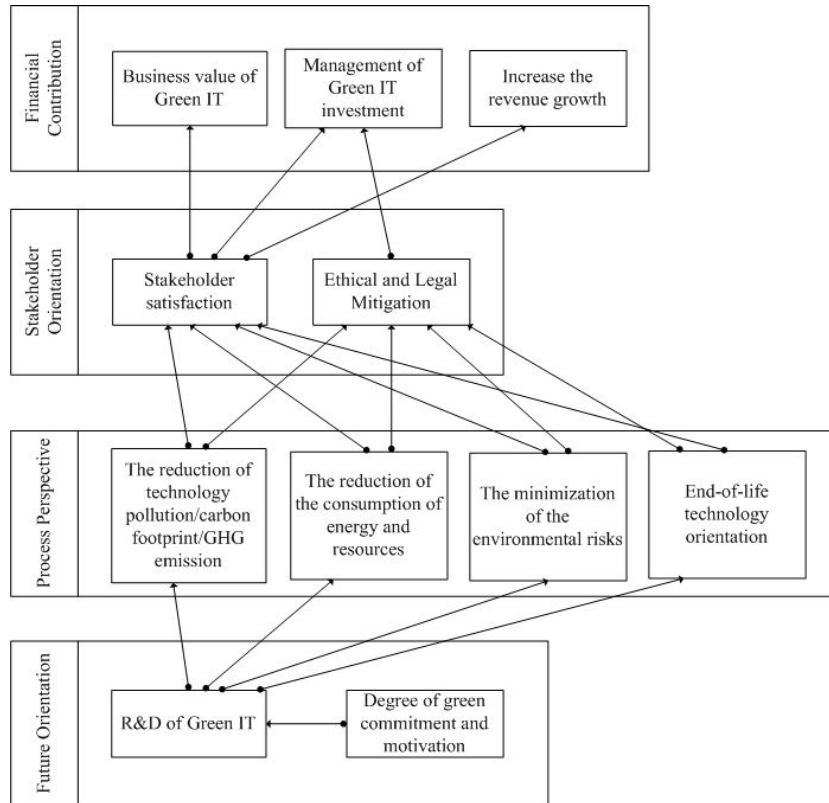 Financial
Contribution
Business value of
Green IT
Management of
Green IT
investment
Increase the
revenue growth
Stakeholder
Orientation
Stakeholder
satisfaction
Ethical and Legal
Mitigation
Process Perspective
The reduction of
technology
pollution/carbon
footprint/GHG
emission
The reduction of
the consumption of
energy and
resources
The minimization
of the
environmental risks
End-of-life
technology
orientation
Future Orientation
R&D of Green IT
Degree of green
commitment and
motivation